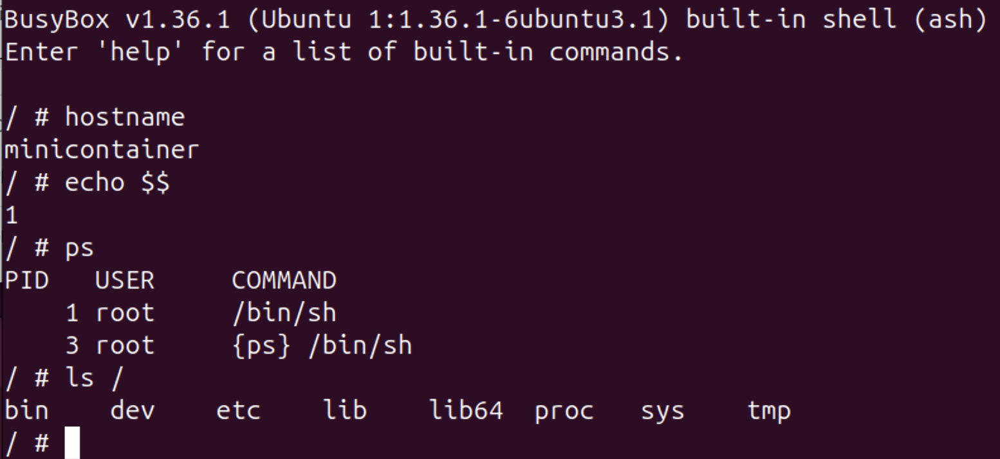 BusyBox v1.36.1 (Ubuntu 1:1.36.1-6ubuntu3.1) built-in shell (ash)
Enter 'help' for a list of built-in commands.
/ # hostname
minicontainer
/ # echo $$
1
/ # ps
PID   USER     COMMAND
    1 root     /bin/sh
    3 root     {ps} /bin/sh
/ # ls /
bin    dev    etc    lib    lib64  proc   sys    tmp
/ #